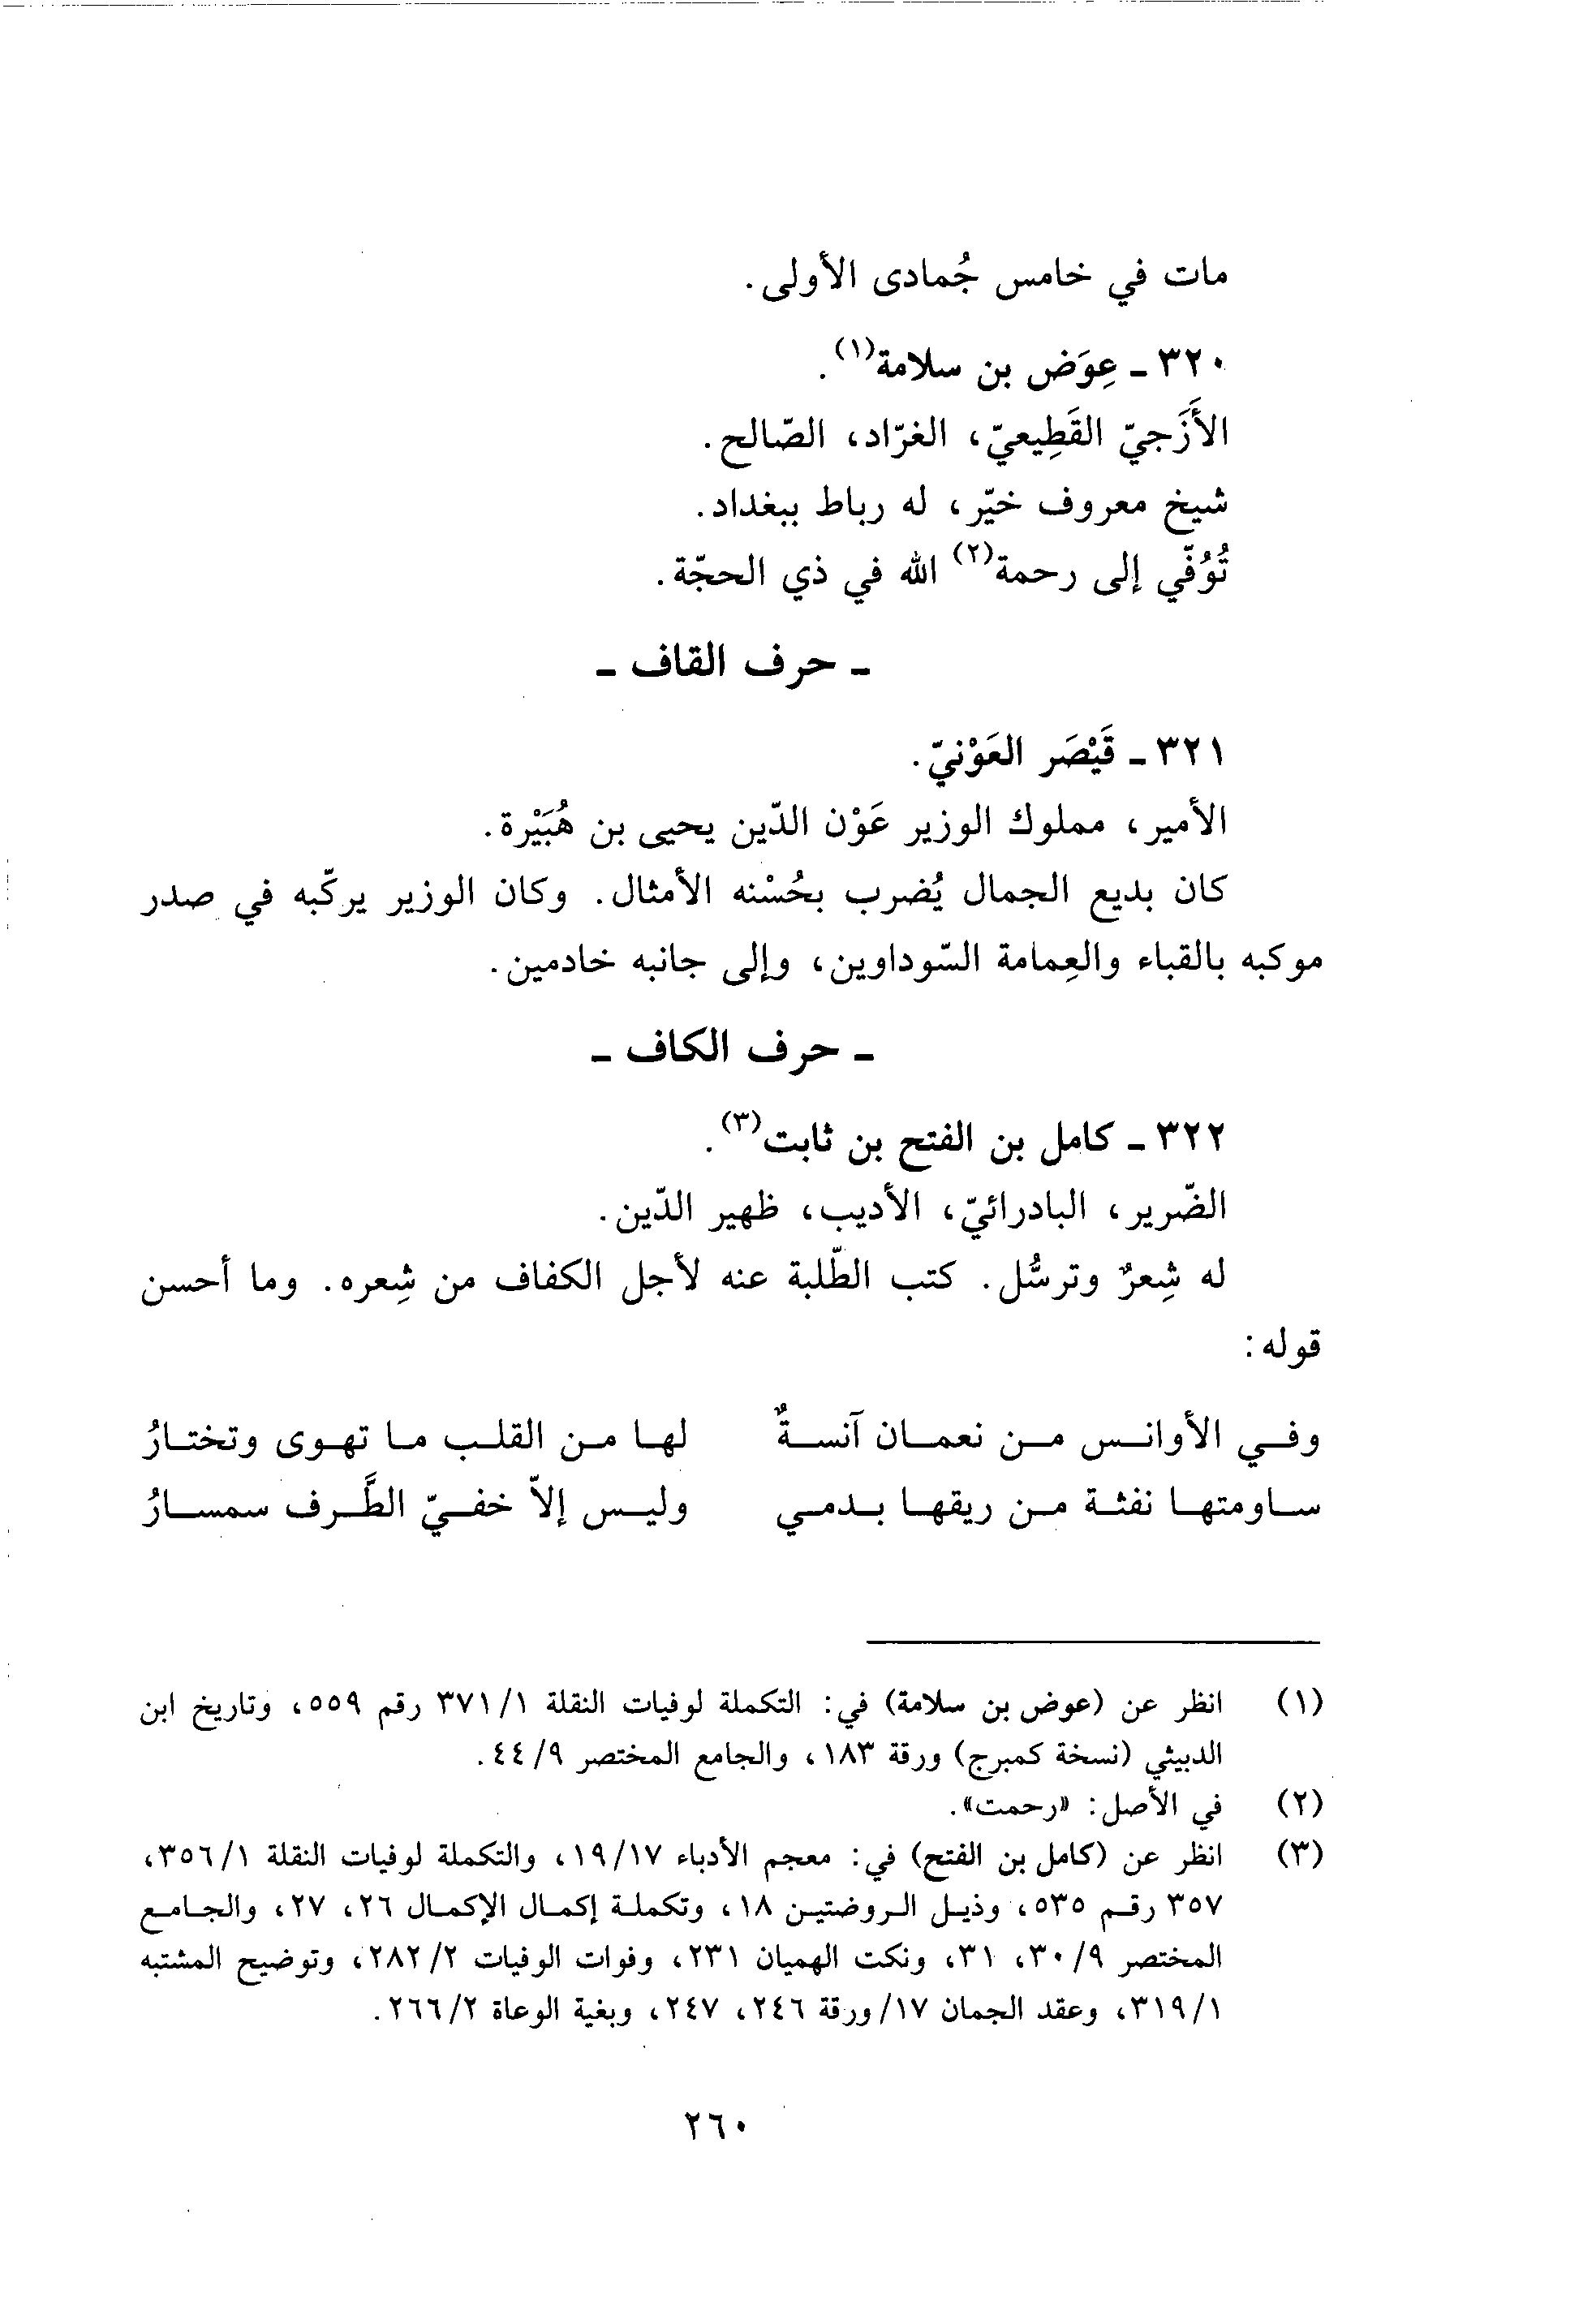 مات في خامس جُمادى الأولى.
٣٢٠ - عِوَض بن سلامة(١).
الأَزَجيّ القَطِيعيّ، الغرّاد، الصّالح.
شيخ معروف خيّر، له رباط ببغداد.
تُوُفّي إلى رحمة(٢) الله في ذي الحجّة.
- حرف القاف -
٣٢١ - قَيْصَر العَوْنيّ.
الأمير، مملوك الوزير عَوْن الدّين يحيى بن هُبَيْرة.
كان بديع الجمال يُضرب بحُسْنه الأمثال. وكان الوزير يركّبه في صدر
موكبه بالقباء والعِمامة السّوداوين، وإلى جانبه خادمين.
- حرف الكاف -
٣٢٢ - كامل بن الفتح بن ثابت(٣).
الضّرير، البادرائيّ، الأديب، ظهير الدّين.
له شِعرٌ وترسُّل. كتب الطّلبة عنه لأجل الكفاف من شِعره. وما أحسن
قوله:
وفي الأوانس من نعمان آنسةٌ لها من القلب ما تهوى وتختارُ
ساومتها نفثة من ريقها بدمي وليس إلاّ خفيّ الطَّرف سمسارُ
(١) انظر عن (عوض بن سلامة) في: التكملة لوفيات النقلة ٣٧١/١ رقم ٥٥٩، وتاريخ ابن
الدبيثي (نسخة كمبرج) ورقة ١٨٣، والجامع المختصر ٤٤/٩.
(٢) في الأصل: «رحمت».
(٣) انظر عن (كامل بن الفتح) في: معجم الأدباء ١٩/١٧، والتكملة لوفيات النقلة ٣٥٦/١،
٣٥٧ رقم ٥٣٥، وذيل الروضتين ١٨، وتكملة إكمال الإكمال ٢٦، ٢٧، والجامع
المختصر ٣٠/٩، ٣١، ونكت الهميان ٢٣١، وفوات الوفيات ٢٨٢/٢، وتوضيح المشتبه
٣١٩/١، وعقد الجمان ١٧/ورقة ٢٤٦، ٢٤٧، وبغية الوعاة ٢٦٦/٢.
٢٦٠